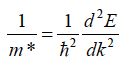 1/m* = 1/ħ² d²E/dk²